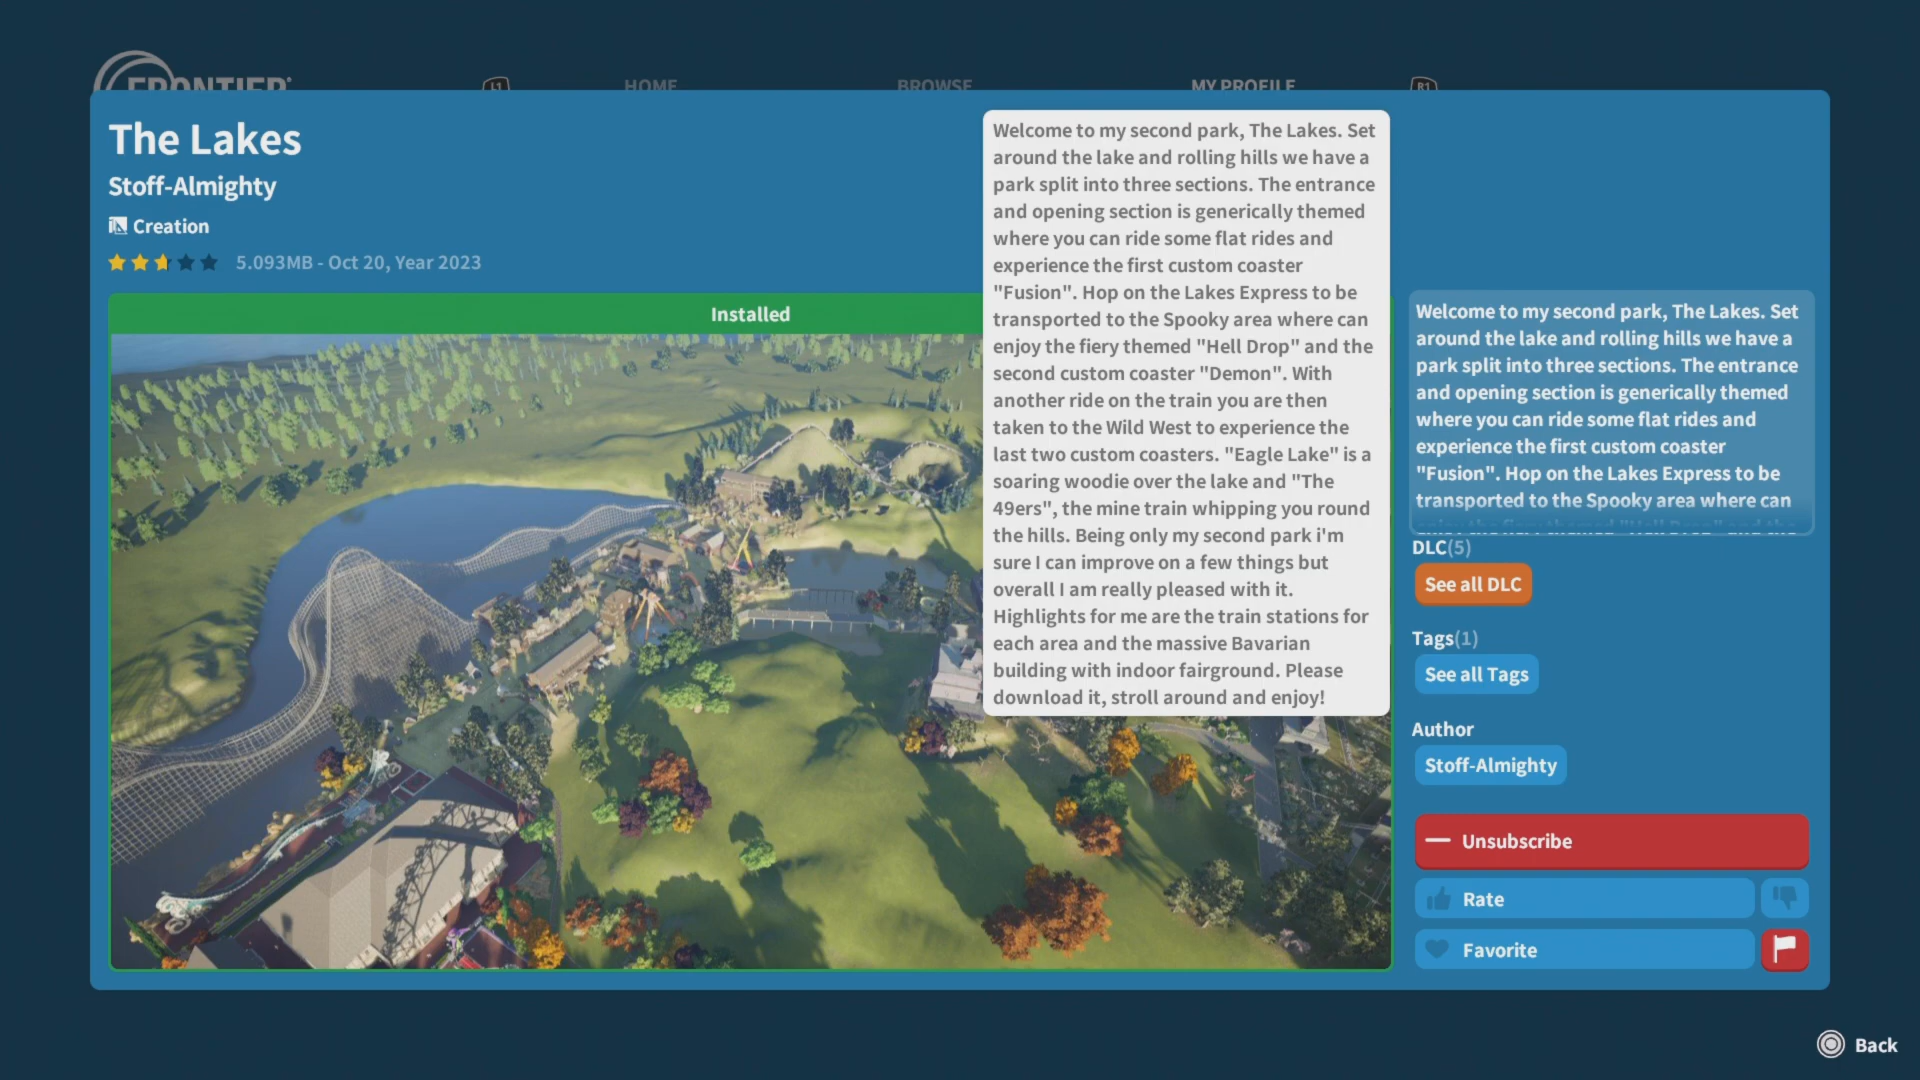 FRONTIER
L1
HOME
BROWSE
MY PROFILE
R1
The Lakes
Stoff-Almighty
Creation
5.093MB - Oct 20, Year 2023
Installed
Welcome to my second park, The Lakes. Set
around the lake and rolling hills we have a
park split into three sections. The entrance
and opening section is generically themed
where you can ride some flat rides and
experience the first custom coaster
"Fusion". Hop on the Lakes Express to be
transported to the Spooky area where can
enjoy the fiery themed "Hell Drop" and the
second custom coaster "Demon". With
another ride on the train you are then
taken to the Wild West to experience the
last two custom coasters. "Eagle Lake" is a
soaring woodie over the lake and "The
49ers", the mine train whipping you round
the hills. Being only my second park i'm
sure I can improve on a few things but
overall I am really pleased with it.
Highlights for me are the train stations for
each area and the massive Bavarian
building with indoor fairground. Please
download it, stroll around and enjoy!
Welcome to my second park, The Lakes. Set
around the lake and rolling hills we have a
park split into three sections. The entrance
and opening section is generically themed
where you can ride some flat rides and
experience the first custom coaster
"Fusion". Hop on the Lakes Express to be
transported to the Spooky area where can
enjoy the fiery themed "Hell Drop" and the
DLC(5)
See all DLC
Tags(1)
See all Tags
Author
Stoff-Almighty
Unsubscribe
Rate
Favorite
Back